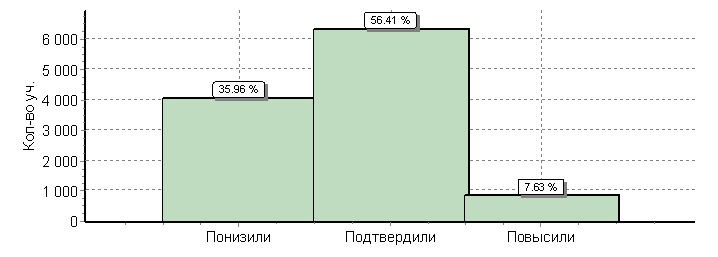 Кол-во уч.
6 000
5 000
4 000
3 000
2 000
1 000
0
35.96 %
56.41 %
7.63 %
Понизили
Подтвердили
Повысили